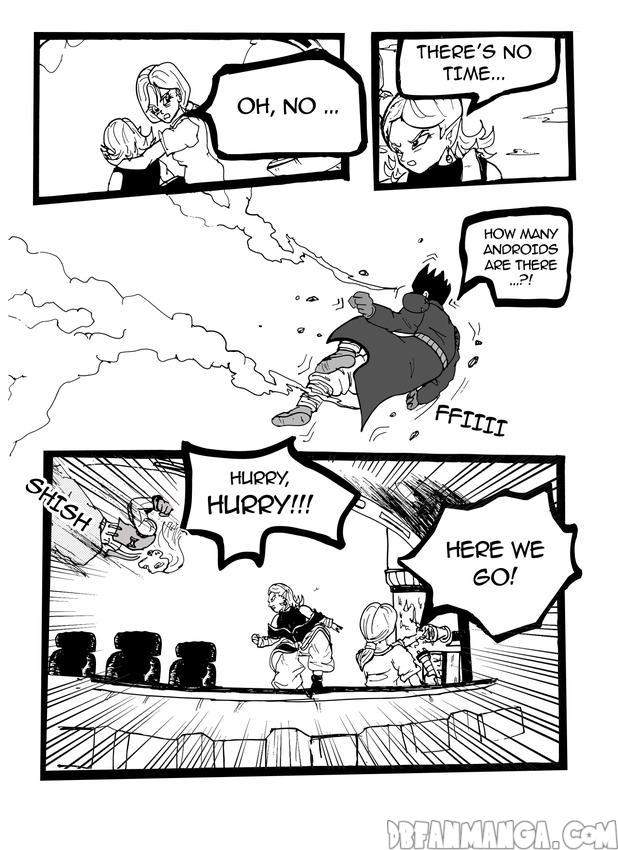 OH, NO ...
THERE'S NO
TIME...
HOW MANY
ANDROIDS
ARE THERE
...?!
FFIIII
SHISH
HURRY,
HURRY!!!
HERE WE
GO!
DBFANMANGA.COM